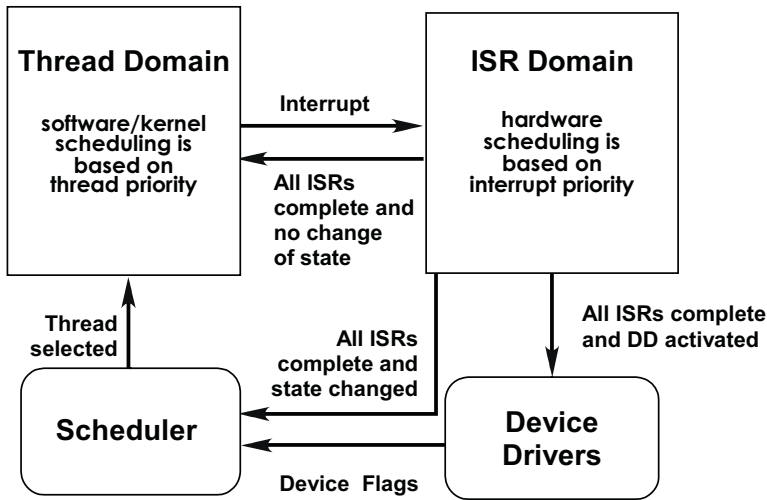 Thread Domain
software/kernel
scheduling is
based on
thread priority
Interrupt
All ISRs
complete and
no change
of state
ISR Domain
hardware
scheduling is
based on
interrupt priority
Thread
selected
All ISRs
complete and
state changed
All ISRs complete
and DD activated
Scheduler
Device Flags
Device
Drivers